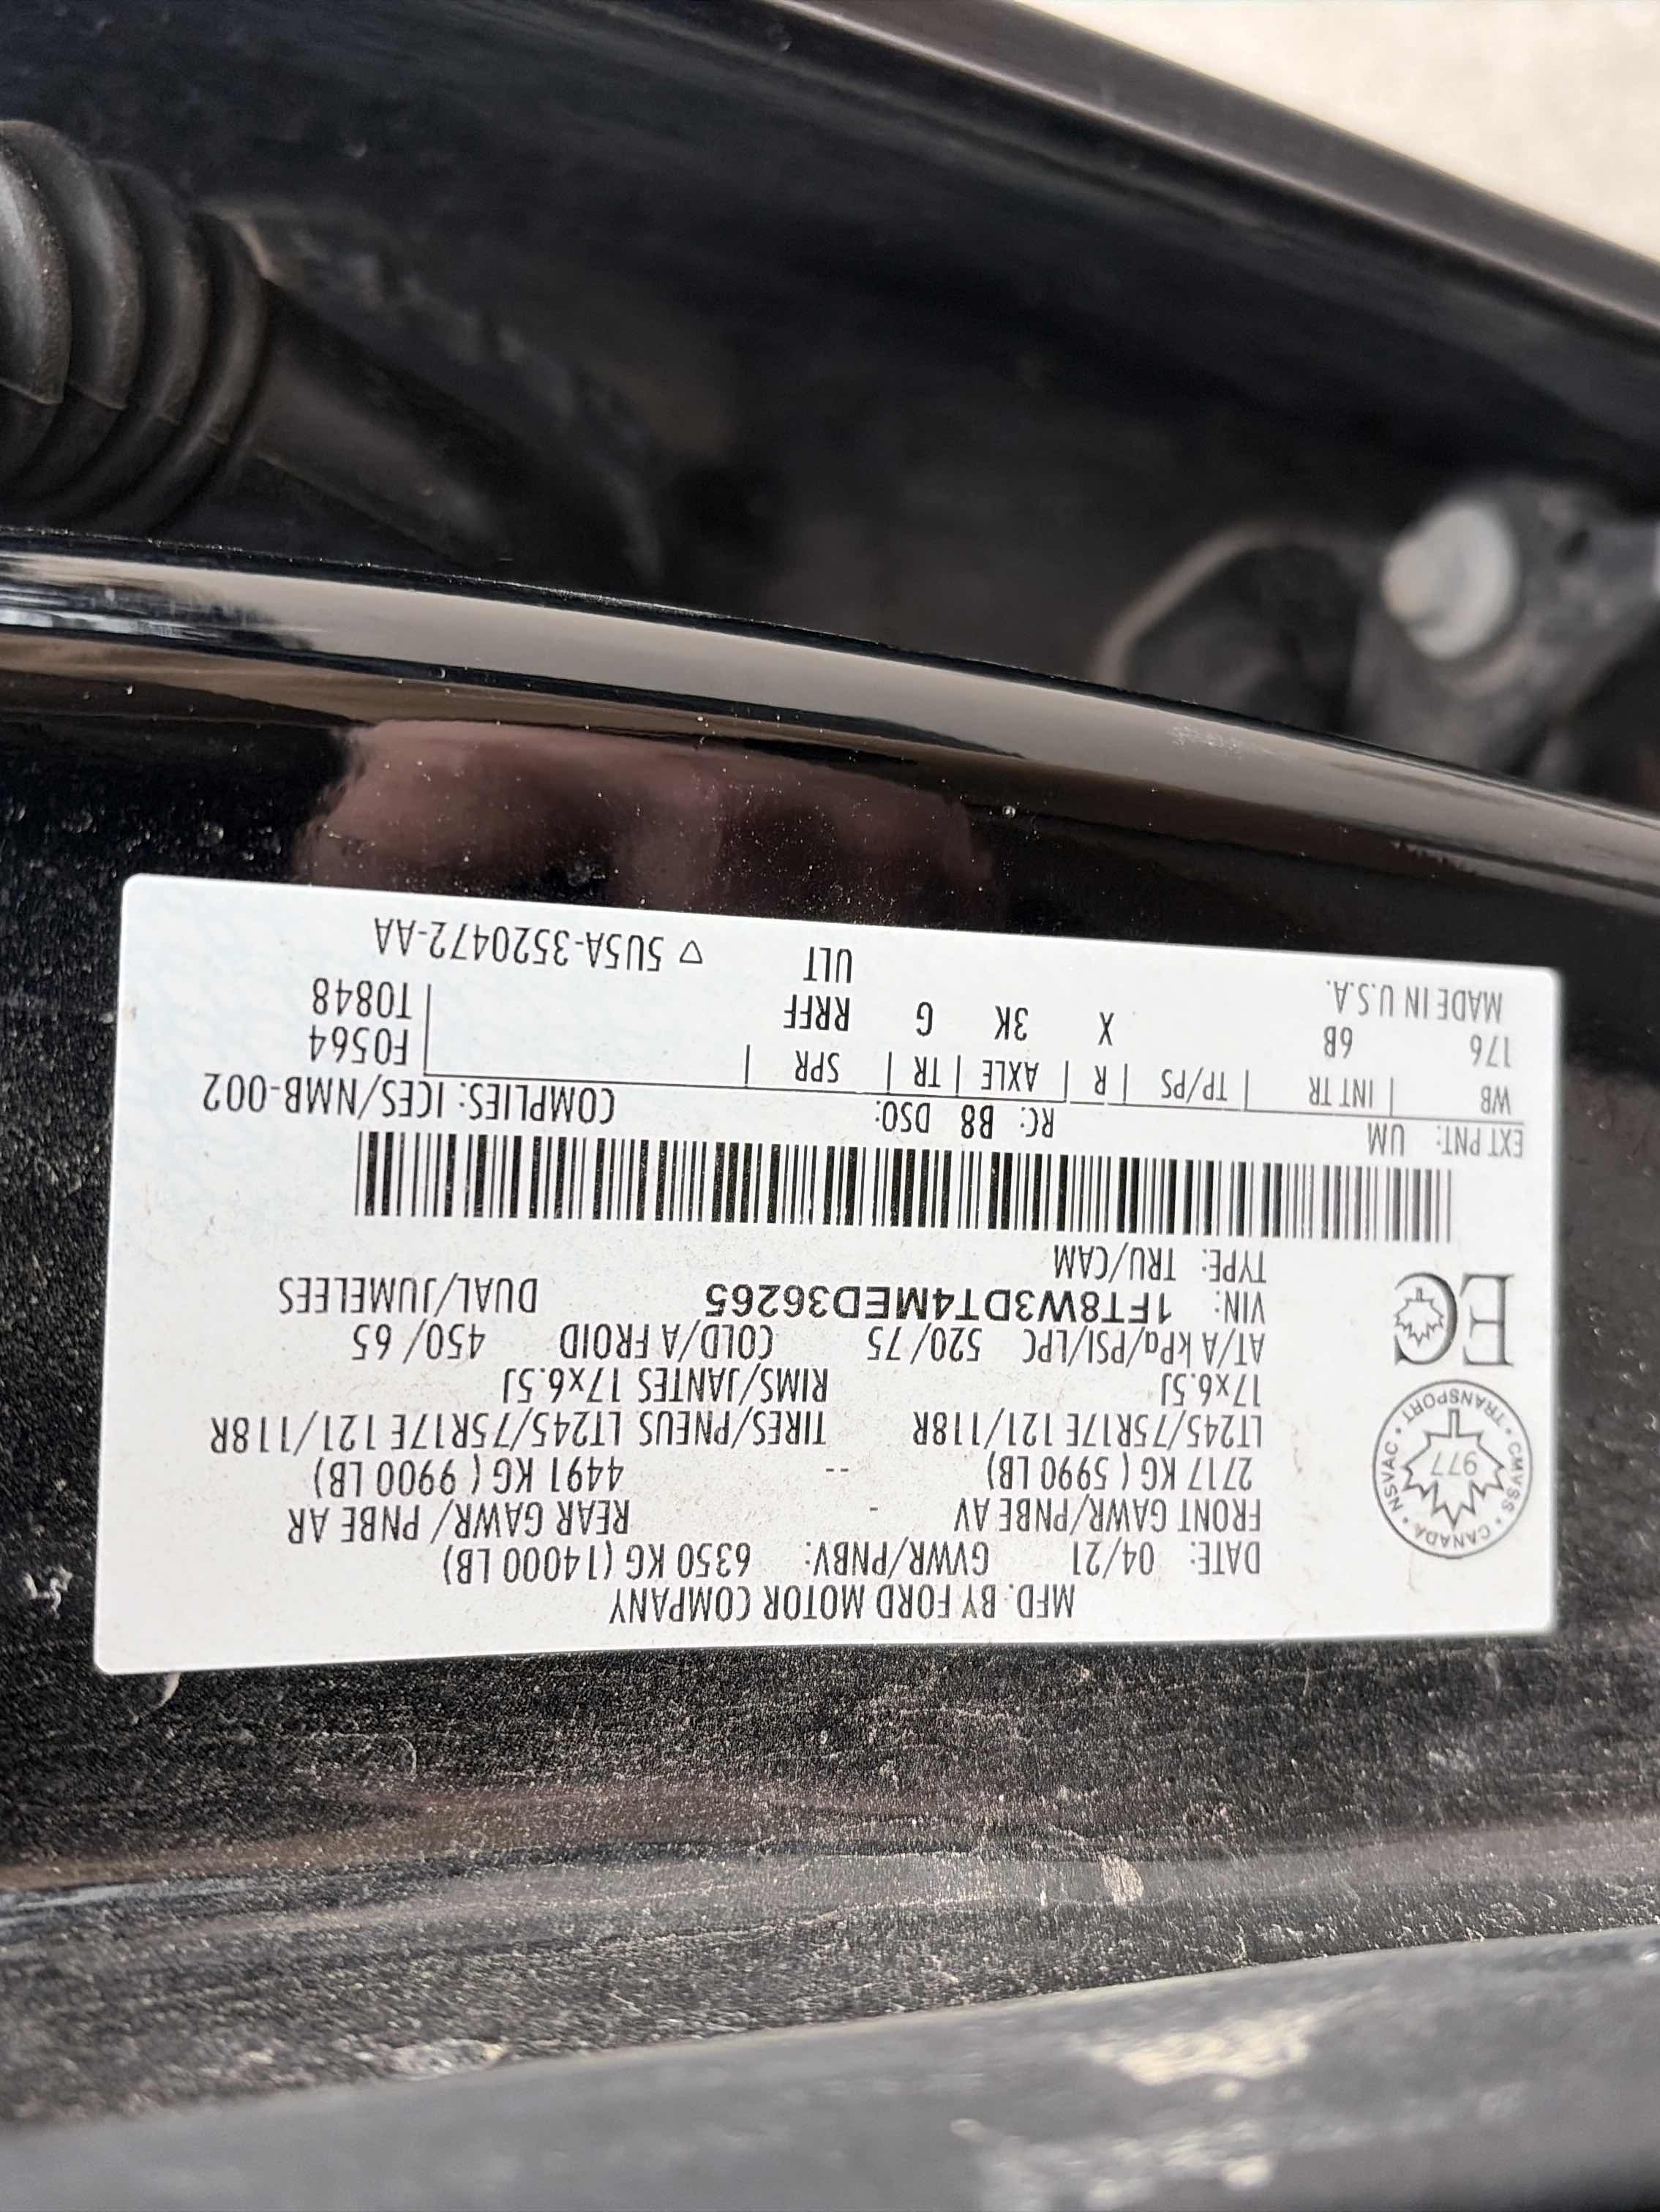 MFD. BY FORD MOTOR COMPANY
DATE: 04/21 GVWR/PNBV: 6350 KG (14000 LB)
FRONT GAWR/PNBE AV - REAR GAWR/ PNBE AR
2717 KG ( 5990 LB) -- 4491 KG ( 9900 LB)
LT245/75R17E 121/118R TIRES/PNEUS LT245/75R17E 121/118R
17x6.5J RIMS/JANTES 17x6.5J
AT/A kPa/PSI/LPC 520/75 COLD/A FROID 450/ 65
VIN: 1FT8W3DT4MED36265 DUAL/JUMELEES
TYPE: TRU/CAM
CANADA • CMVSS • TRANSPORT • NSVAC •
977
EC
EXT PNT: UM RC: B8 DSO: COMPLIES: ICES/NMB-002
WB | INT TR | TP/PS | R | AXLE | TR | SPR | F0564
176 6B X 3K G RRFF T0848
MADE IN U.S.A. ULT ▽ 5U5A-3520472-AA